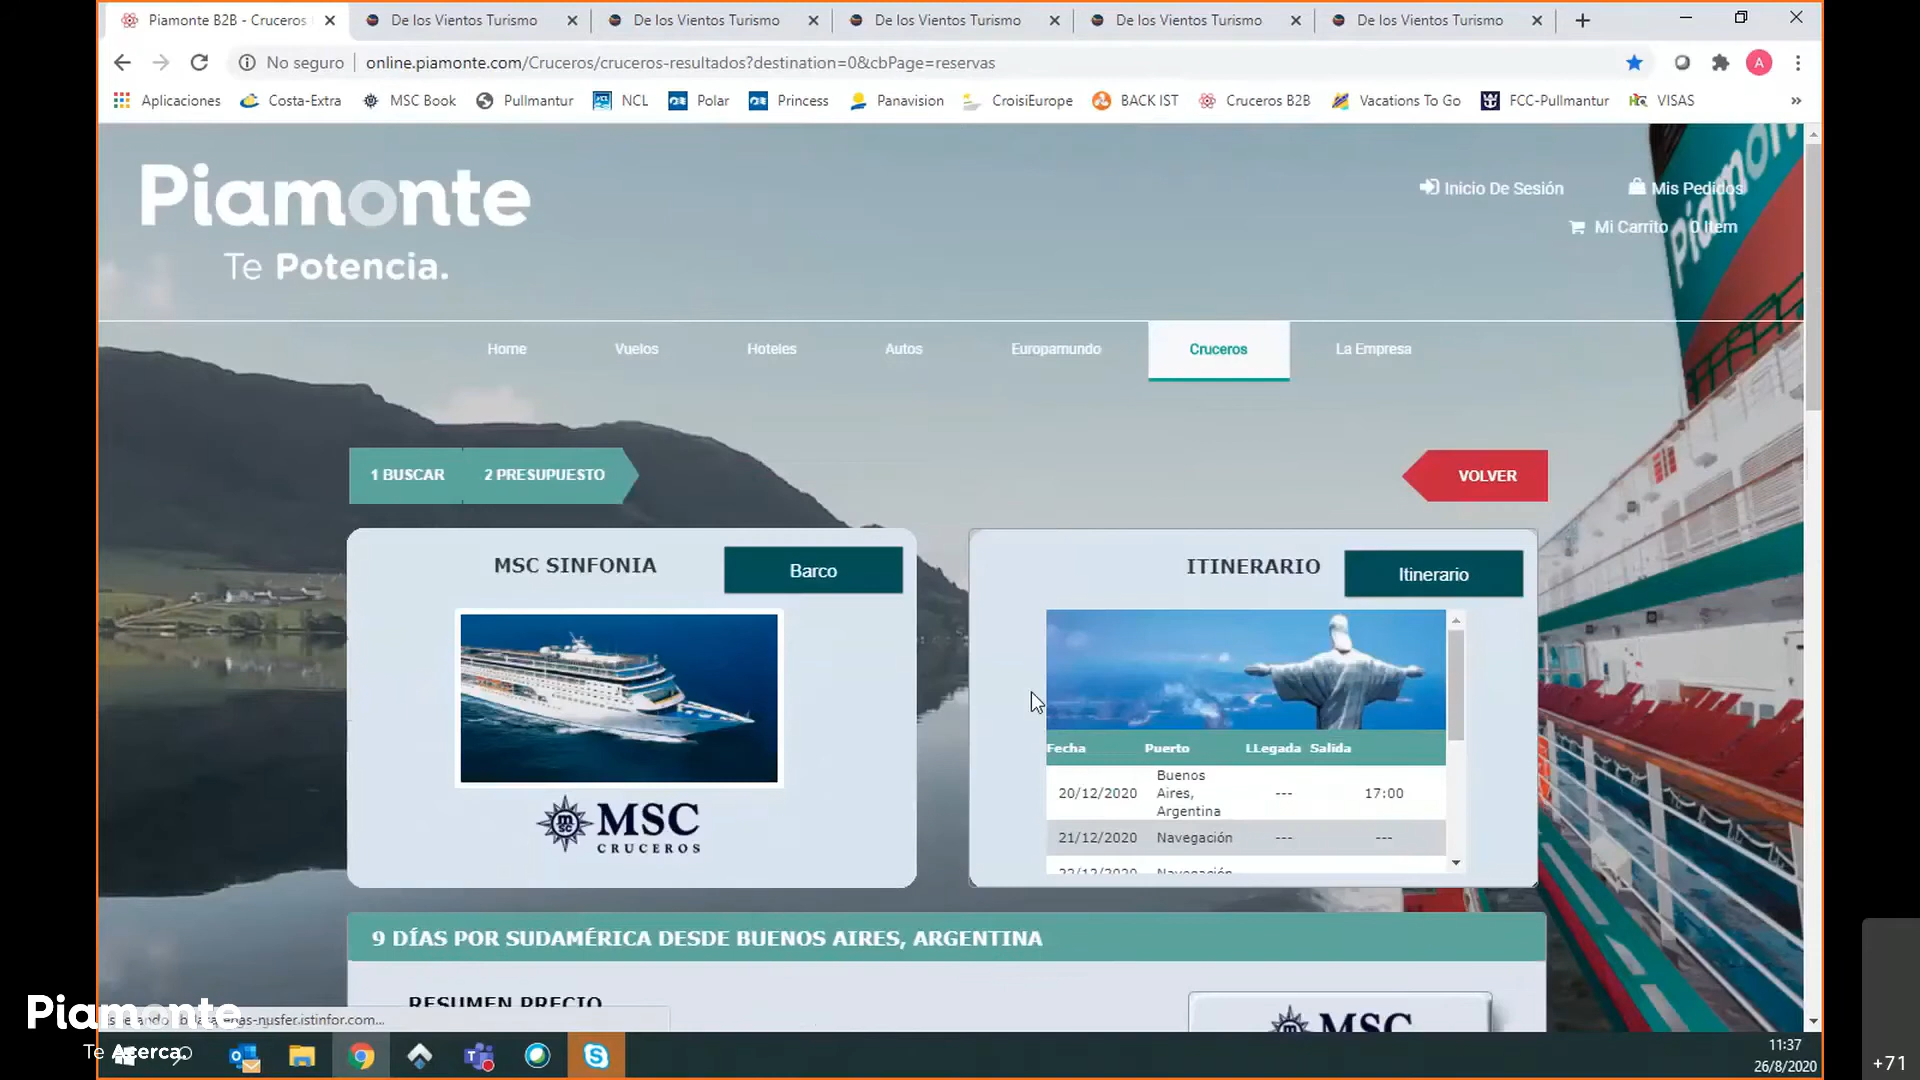 Piamonte B2B - Cruceros
De los Vientos Turismo
De los Vientos Turismo
De los Vientos Turismo
De los Vientos Turismo
De los Vientos Turismo
No seguro
online.piamonte.com/Cruceros/cruceros-resultados?destination=0&cbPage=reservas
A
Aplicaciones
Costa-Extra
MSC Book
Pullmantur
NCL
Polar
Princess
Panavision
CroisiEurope
BACK IST
Cruceros B2B
Vacations To Go
FCC-Pullmantur
VISAS
Piamonte
Te Potencia.
Inicio De Sesión
Mis Pedidos
Mi Carrito
0 Item
Piamon
Piamonte
Home
Vuelos
Hoteles
Autos
Europamundo
Cruceros
La Empresa
1 BUSCAR
2 PRESUPUESTO
VOLVER
MSC SINFONIA
Barco
MSC
CRUCEROS
ITINERARIO
Itinerario
Fecha Puerto LLegada Salida
20/12/2020 Buenos Aires, Argentina --- 17:00
21/12/2020 Navegación --- ---
22/12/2020 Navegación
9 DÍAS POR SUDAMÉRICA DESDE BUENOS AIRES, ARGENTINA
RESUMEN PRECIO
MSC
Piamonte
Te Acerca.
11:37
26/8/2020
+71